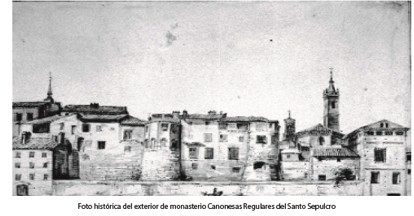 Foto histórica del exterior de monasterio Canonesas Regulares del Santo Sepulcro